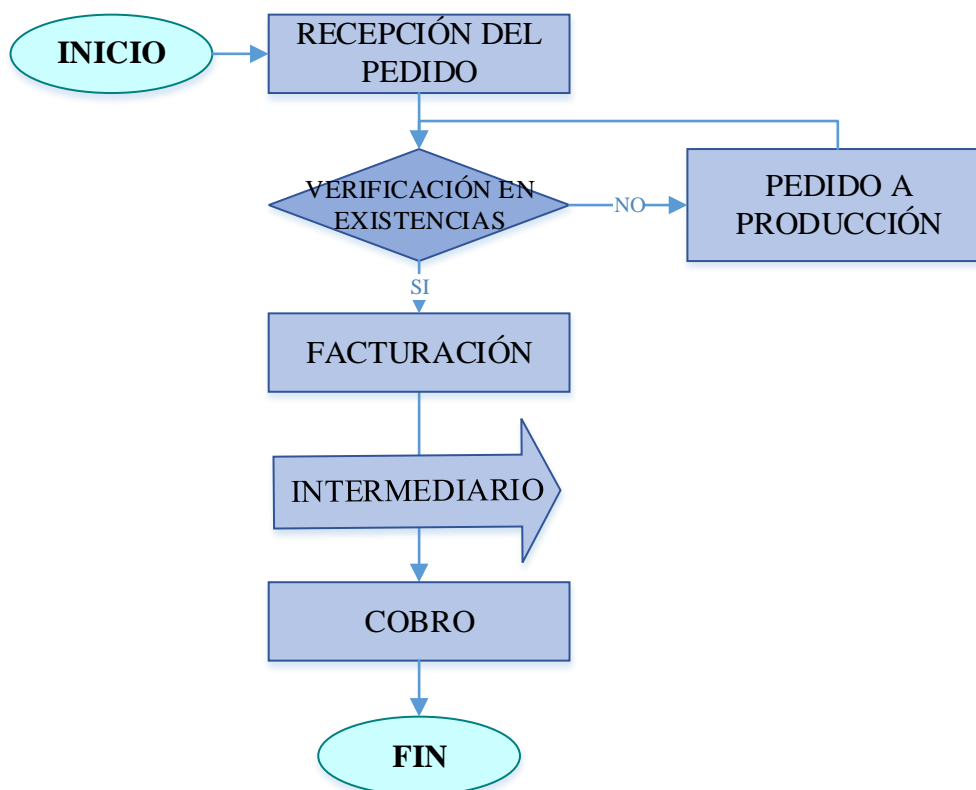 INICIO
RECEPCIÓN DEL
PEDIDO
VERIFICACIÓN EN
EXISTENCIAS
NO
PEDIDO A
PRODUCCIÓN
SI
FACTURACIÓN
INTERMEDIARIO
COBRO
FIN